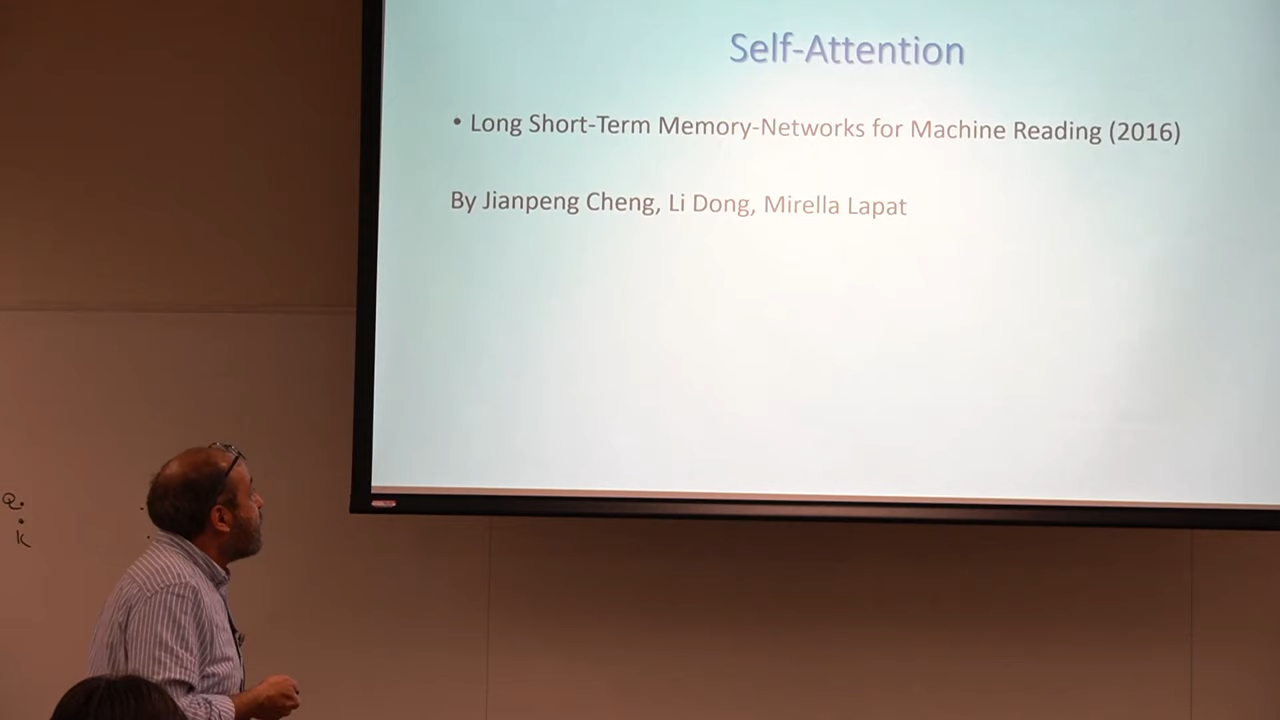 Self-Attention
• Long Short-Term Memory-Networks for Machine Reading (2016)
By Jianpeng Cheng, Li Dong, Mirella Lapat
Q.
K